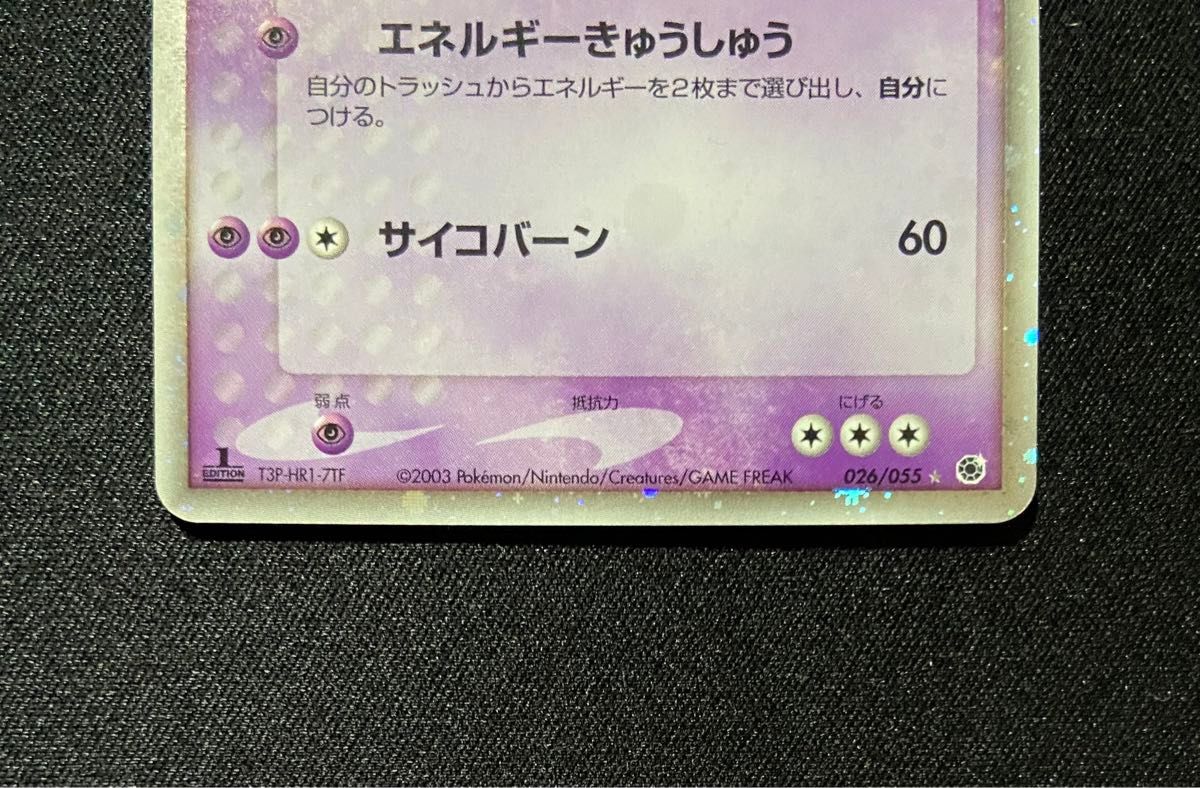 エネルギーきゅうしゅう
自分のトラッシュからエネルギーを2枚まで選び出し、自分に
つける。
サイコバーン 60
弱点 抵抗力 にげる
1 EDITION T3P-HR1-7TF ©2003 Pokémon/Nintendo/Creatures/GAME FREAK 026/055 ★